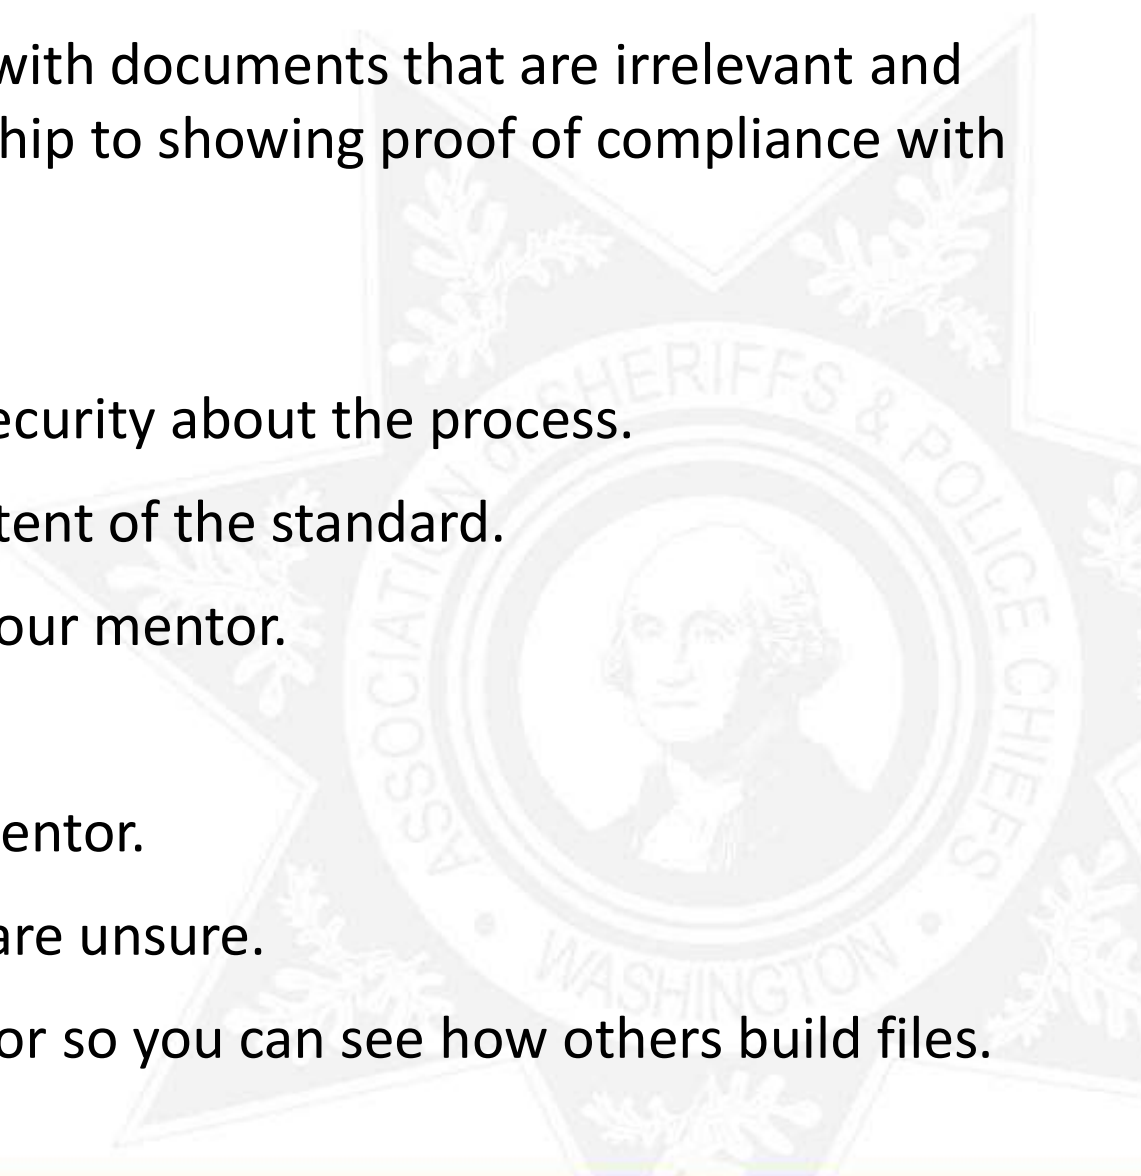 with documents that are irrelevant and
hip to showing proof of compliance with
ecurity about the process.
tent of the standard.
our mentor.
entor.
are unsure.
or so you can see how others build files.
ASSOCIATION of SHERIFFS & POLICE CHIEFS
WASHINGTON